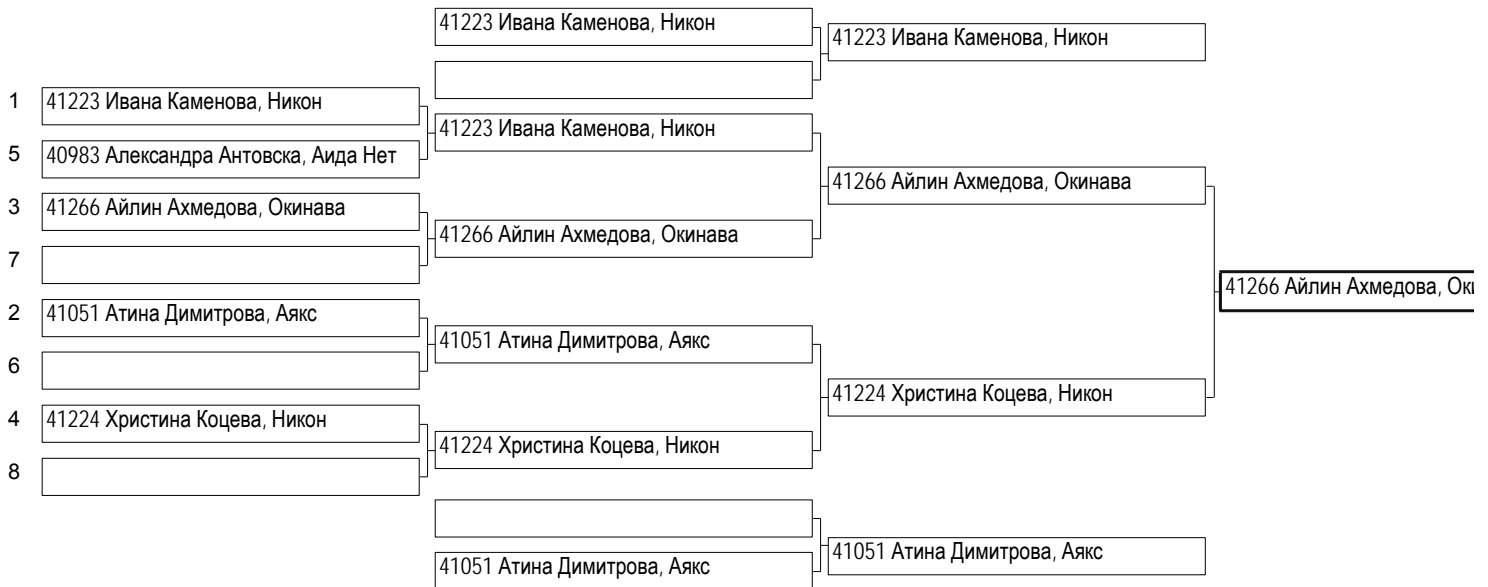 41223 Ивана Каменова, Никон
41223 Ивана Каменова, Никон
1 41223 Ивана Каменова, Никон
41223 Ивана Каменова, Никон
5 40983 Александра Антовска, Аида Нет
41266 Айлин Ахмедова, Окинава
3 41266 Айлин Ахмедова, Окинава
41266 Айлин Ахмедова, Окинава
7
41266 Айлин Ахмедова,
2 41051 Атина Димитрова, Аякс
41051 Атина Димитрова, Аякс
6
41224 Христина Коцева, Никон
4 41224 Христина Коцева, Никон
41224 Христина Коцева, Никон
8
41051 Атина Димитрова, Аякс
41051 Атина Димитрова, Аякс